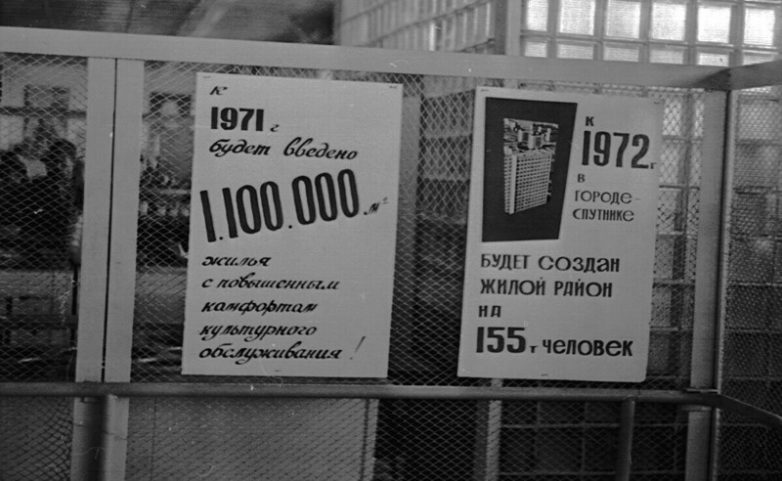 к
1971 г
будет введено
1.100.000 м²
жилья
с повышенным
комфортом
культурного
обслуживания!
К
1972 г
В
ГОРОДЕ-
СПУТНИКЕ
БУДЕТ СОЗДАН
ЖИЛОЙ РАЙОН
НА
155 т ЧЕЛОВЕК